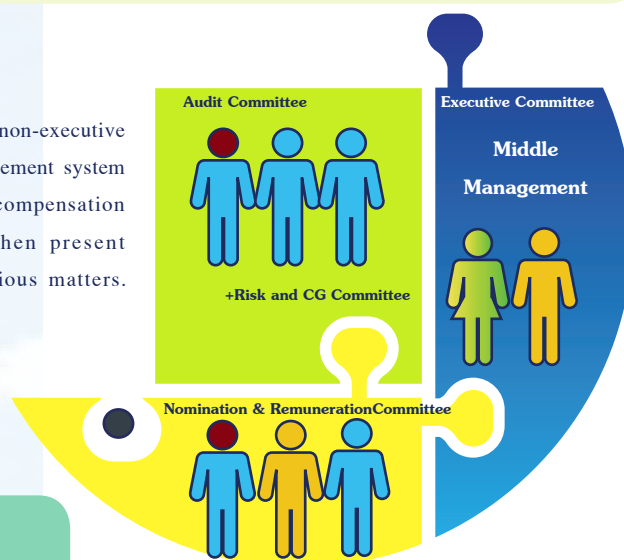 non-executive
ement system
compensation
hen present
ious matters.
Audit Committee
+Risk and CG Committee
Executive Committee
Middle
Management
Nomination & RemunerationCommittee